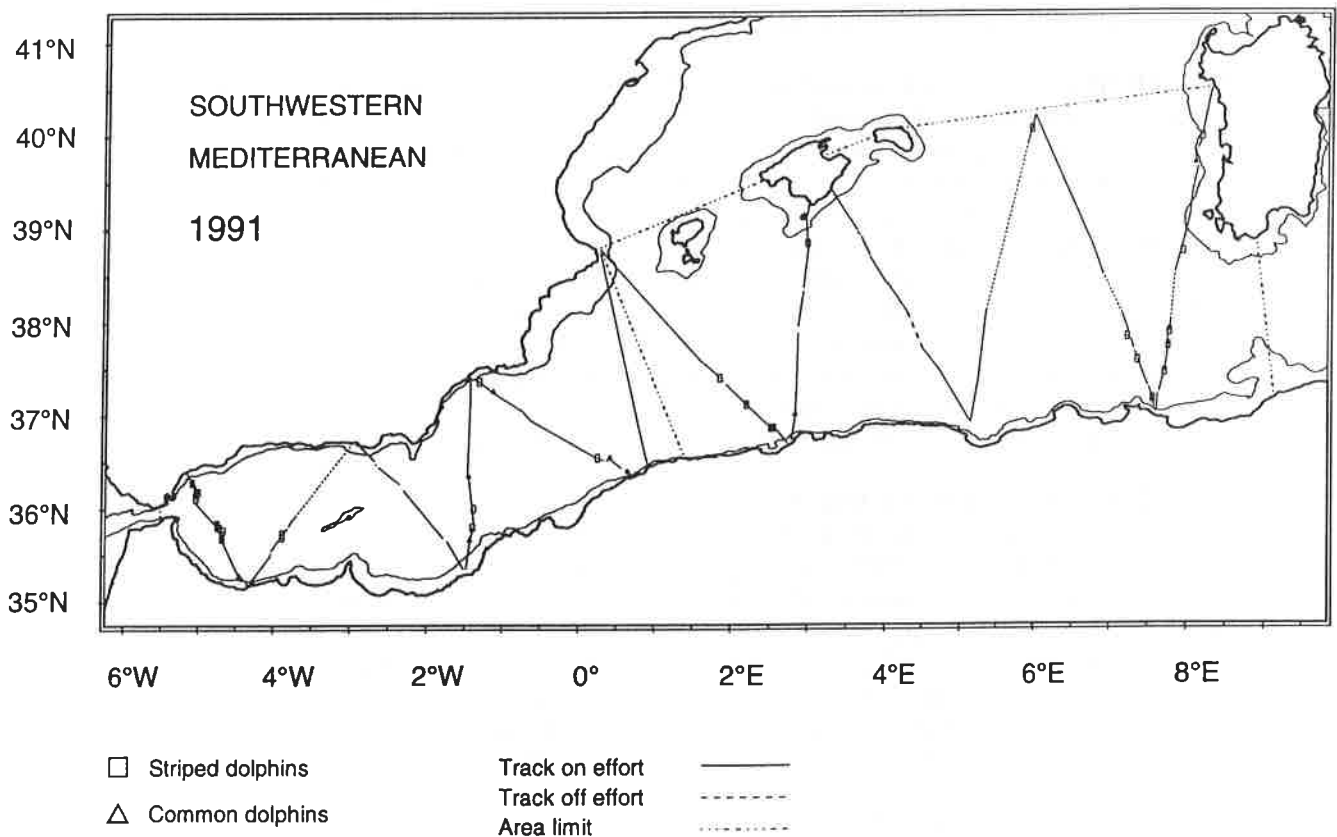 41°N
40°N
39°N
38°N
37°N
36°N
35°N
SOUTHWESTERN
MEDITERRANEAN
1991
6°W 4°W 2°W 0° 2°E 4°E 6°E 8°E
Striped dolphins
Common dolphins
Track on effort
Track off effort
Area limit